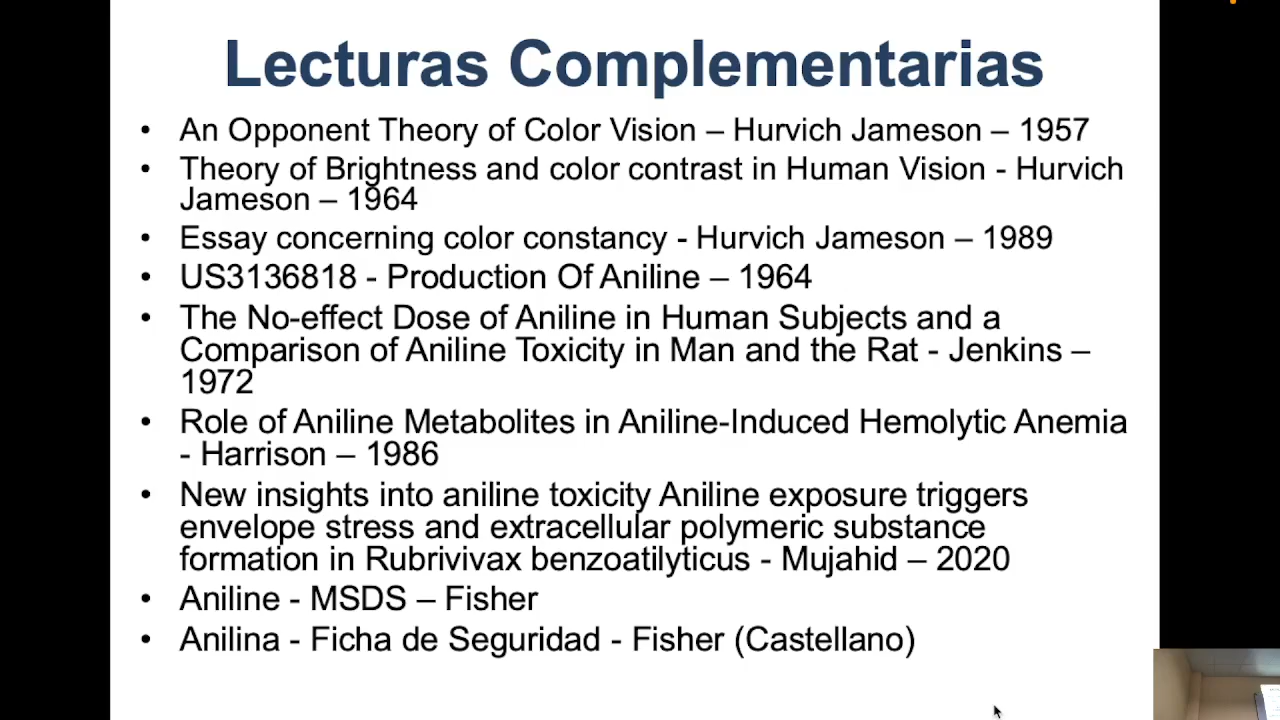 Lecturas Complementarias
• An Opponent Theory of Color Vision – Hurvich Jameson – 1957
• Theory of Brightness and color contrast in Human Vision - Hurvich
Jameson – 1964
• Essay concerning color constancy - Hurvich Jameson – 1989
• US3136818 - Production Of Aniline – 1964
• The No-effect Dose of Aniline in Human Subjects and a
Comparison of Aniline Toxicity in Man and the Rat - Jenkins –
1972
• Role of Aniline Metabolites in Aniline-Induced Hemolytic Anemia
- Harrison – 1986
• New insights into aniline toxicity Aniline exposure triggers
envelope stress and extracellular polymeric substance
formation in Rubrivivax benzoatilyticus - Mujahid – 2020
• Aniline - MSDS – Fisher
• Anilina - Ficha de Seguridad - Fisher (Castellano)